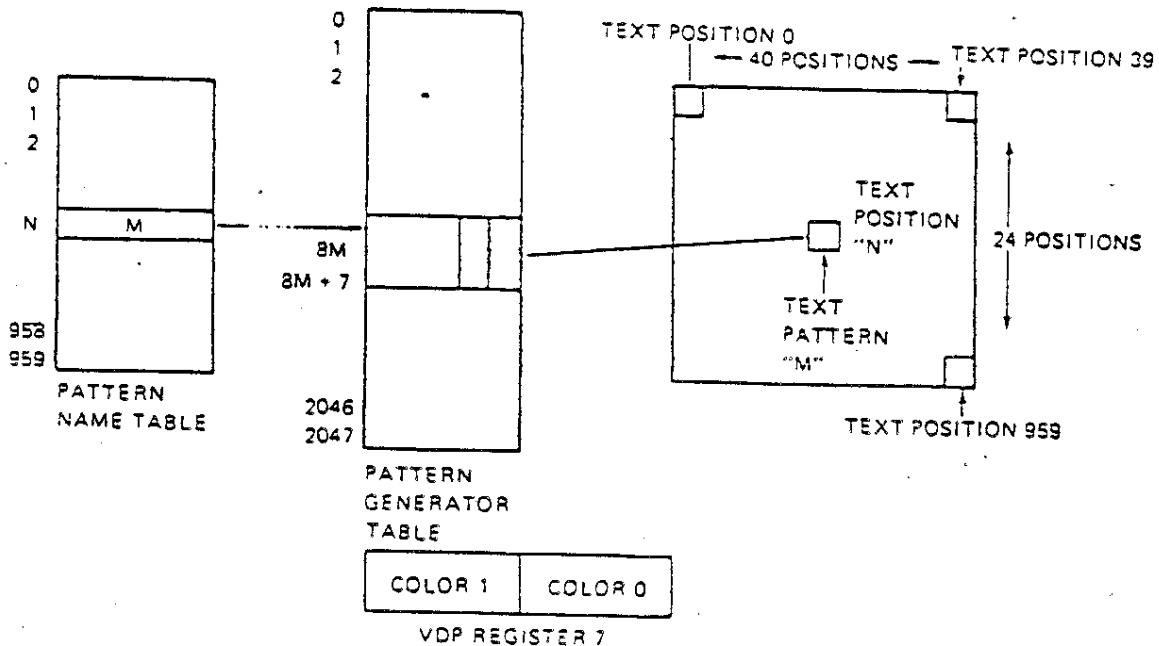 0
1
2
N
M
958
959
PATTERN
NAME TABLE
0
1
2
8M
8M + 7
2046
2047
PATTERN
GENERATOR
TABLE
COLOR 1
COLOR 0
VDP REGISTER 7
TEXT POSITION 0
40 POSITIONS
TEXT POSITION 39
TEXT
POSITION
"N"
24 POSITIONS
TEXT
PATTERN
"M"
TEXT POSITION 959